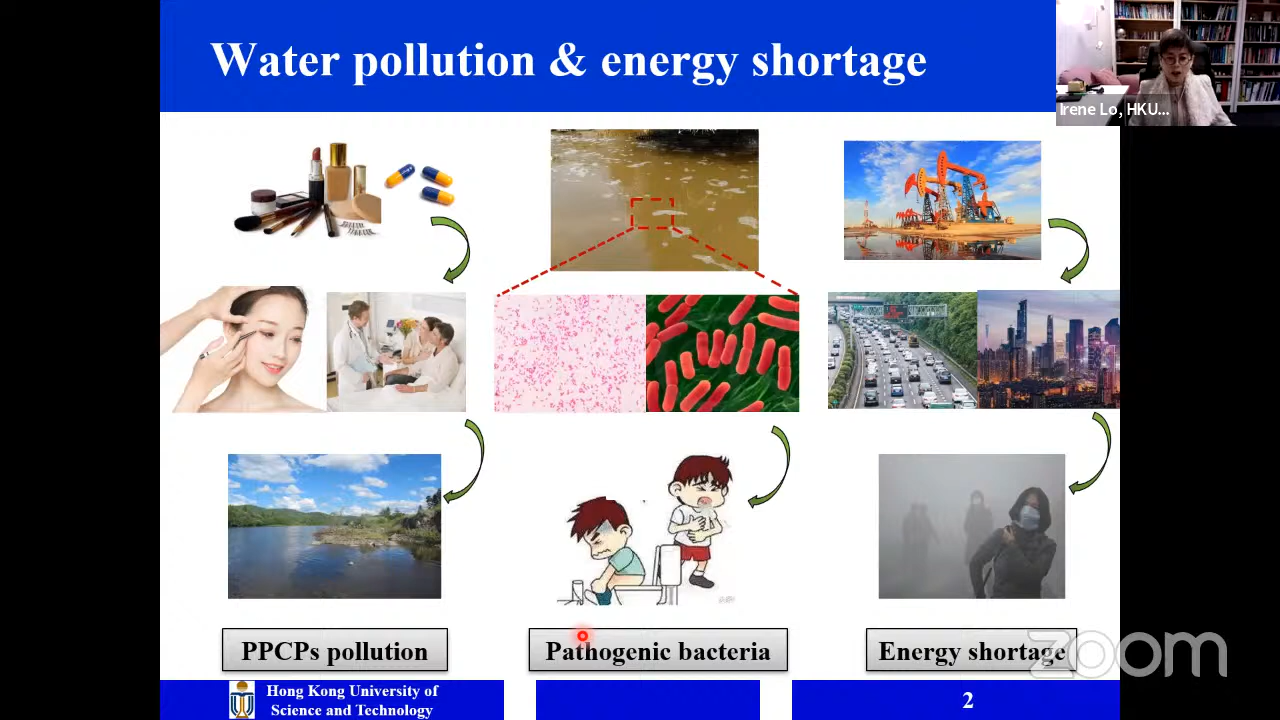 Water pollution & energy shortage
Irene Lo, HKU...
PPCPs pollution
Pathogenic bacteria
Energy shortage
zoom
Hong Kong University of
Science and Technology
2